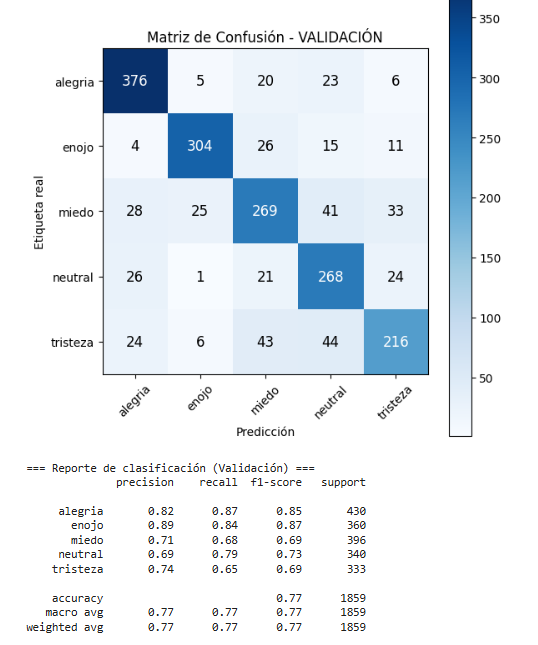 Matriz de Confusión - VALIDACIÓN
Etiqueta real
alegria 376 5 20 23 6
enojo 4 304 26 15 11
miedo 28 25 269 41 33
neutral 26 1 21 268 24
tristeza 24 6 43 44 216
alegria enojo miedo neutral tristeza
Predicción
350
300
250
200
150
100
50
=== Reporte de clasificación (Validación) ===
precision recall f1-score support
alegria 0.82 0.87 0.85 430
enojo 0.89 0.84 0.87 360
miedo 0.71 0.68 0.69 396
neutral 0.69 0.79 0.73 340
tristeza 0.74 0.65 0.69 333
accuracy 0.77 1859
macro avg 0.77 0.77 0.77 1859
weighted avg 0.77 0.77 0.77 1859